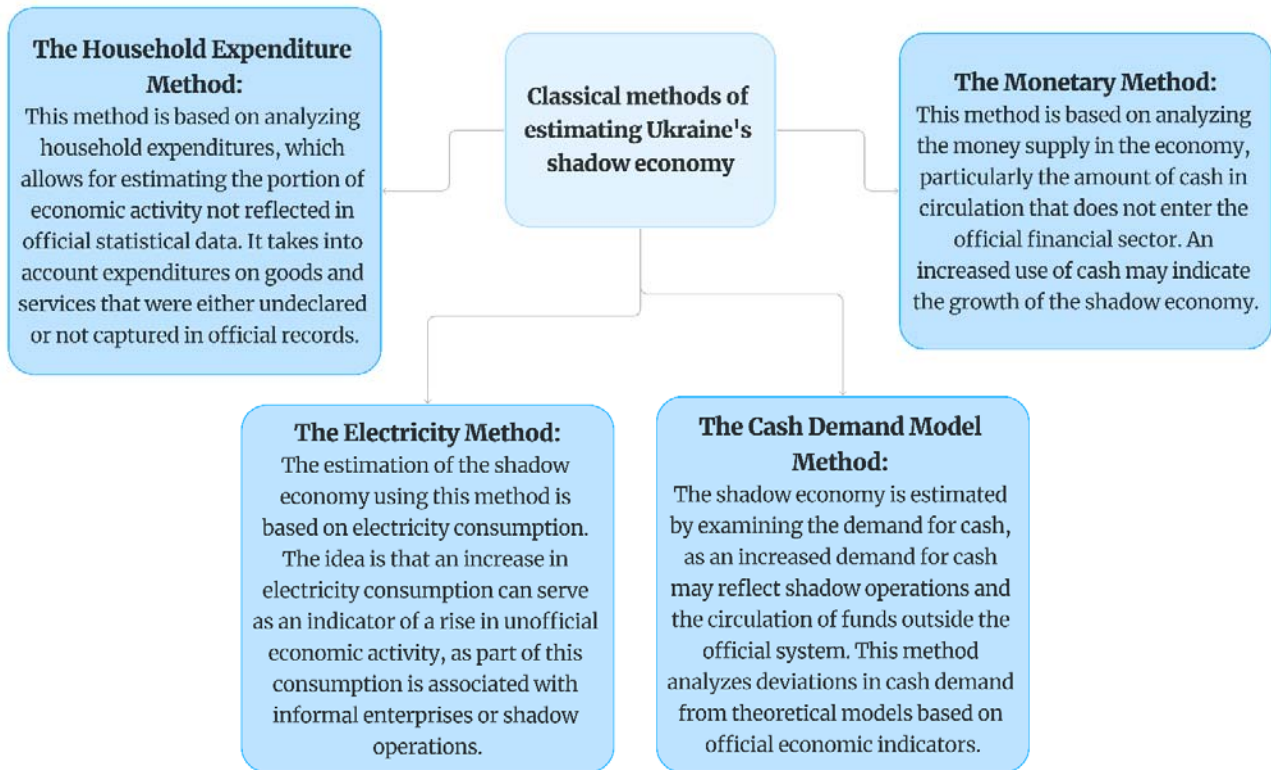 The Household Expenditure
Method:
This method is based on analyzing
household expenditures, which
allows for estimating the portion of
economic activity not reflected in
official statistical data. It takes into
account expenditures on goods and
services that were either undeclared
or not captured in official records.
Classical methods of
estimating Ukraine's
shadow economy
The Monetary Method:
This method is based on analyzing
the money supply in the economy,
particularly the amount of cash in
circulation that does not enter the
official financial sector. An
increased use of cash may indicate
the growth of the shadow economy.
The Electricity Method:
The estimation of the shadow
economy using this method is
based on electricity consumption.
The idea is that an increase in
electricity consumption can serve
as an indicator of a rise in unofficial
economic activity, as part of this
consumption is associated with
informal enterprises or shadow
operations.
The Cash Demand Model
Method:
The shadow economy is estimated
by examining the demand for cash,
as an increased demand for cash
may reflect shadow operations and
the circulation of funds outside the
official system. This method
analyzes deviations in cash demand
from theoretical models based on
official economic indicators.